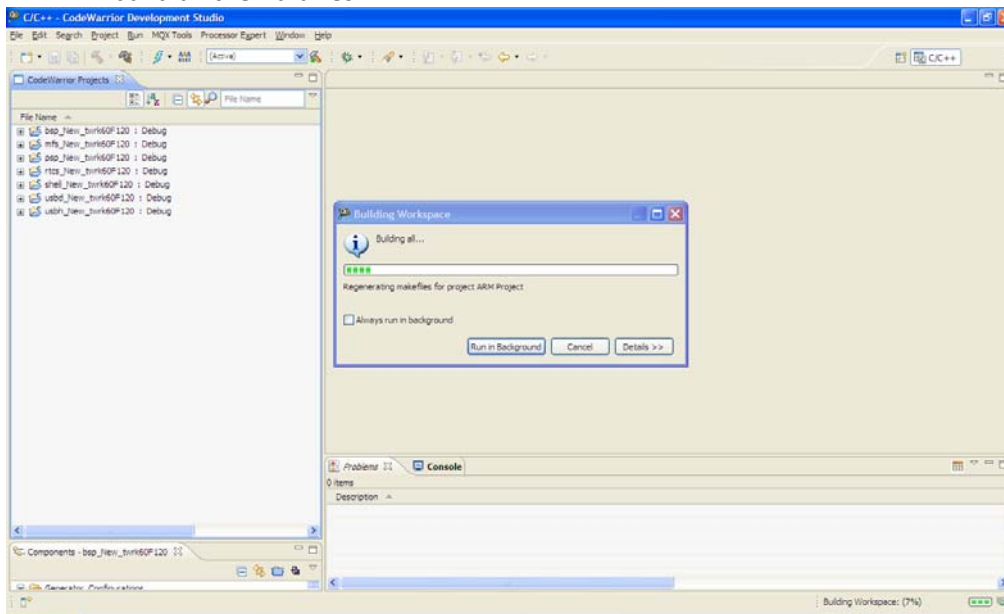 C/C++ - CodeWarrior Development Studio
File Edit Search Project Run MQX Tools Processor Expert Window Help
(Active)
C/C++
CodeWarrior Projects
File Name
File Name
bsp_New_twrk60F120 : Debug
mfs_New_twrk60F120 : Debug
psp_New_twrk60F120 : Debug
rtcs_New_twrk60F120 : Debug
shell_New_twrk60F120 : Debug
usbd_New_twrk60F120 : Debug
usbh_New_twrk60F120 : Debug
Building Workspace
Building all...
Regenerating makefiles for project ARM Project
Always run in background
Run in Background Cancel Details >>
Problems Console
0 items
Description
Components - bsp_New_twrk60F120
Generator_Configurations
Building Workspace: (7%)